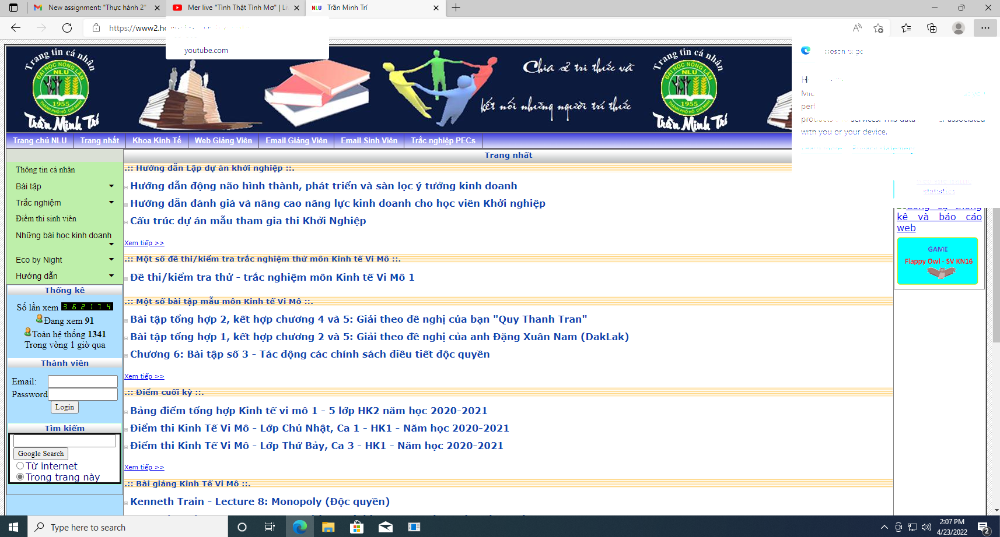 New assignment: "Thực hành 2"
Mer live "Tình Thật Tình Mơ" | Li
NLU Trần Minh Trí
https://www2.h
youtube.com
Trang tin cá nhân
ĐẠI HỌC NÔNG LÂM
NLU
1955
THÀNH PHỐ HỒ CHÍ MINH
Trần Minh Trí
Chia sẽ tri thức và
kết nối những người trí thức
Trang tin cá nhân
ĐẠI HỌC NÔNG LÂM
NLU
1955
THÀNH PHỐ HỒ CHÍ MINH
Trần Minh Trí
products
services. This data
associated
with you or your device.
Trang chủ NLU
Trang nhất
Khoa Kinh Tế
Web Giảng Viên
Email Giảng Viên
Email Sinh Viên
Trắc nghiệp PECs
Thông tin cá nhân
Bài tập
Trắc nghiệm
Điểm thi sinh viên
Những bài học kinh doanh
Eco by Night
Hướng dẫn
Thống kê
Số lần xem 362174
Đang xem 91
Toàn hệ thống 1341
Trong vòng 1 giờ qua
Thành viên
Email:
Password
Login
Tìm kiếm
Google Search
Từ internet
Trong trang này
Trang nhất
.:: Hướng dẫn Lập dự án khởi nghiệp ::.
Hướng dẫn động não hình thành, phát triển và sàn lọc ý tưởng kinh doanh
Hướng dẫn đánh giá và nâng cao năng lực kinh doanh cho học viên Khởi nghiệp
Cấu trúc dự án mẫu tham gia thi Khởi Nghiệp
Xem tiếp >>
.:: Một số đề thi/kiểm tra trắc nghiệm thử môn Kinh tế Vi Mô ::.
Đề thi/kiểm tra thử - trắc nghiệm môn Kinh tế Vi Mô 1
.:: Một số bài tập mẫu môn Kinh tế Vi Mô ::.
Bài tập tổng hợp 2, kết hợp chương 4 và 5: Giải theo đề nghị của bạn "Quy Thanh Tran"
Bài tập tổng hợp 1, kết hợp chương 2 và 5: Giải theo đề nghị của anh Đặng Xuân Nam (DakLak)
Chương 6: Bài tập số 3 - Tác động các chính sách điều tiết độc quyền
Xem tiếp >>
.:: Điểm cuối kỳ ::.
Bảng điểm tổng hợp Kinh tế vi mô 1 - 5 lớp HK2 năm học 2020-2021
Điểm thi Kinh Tế Vi Mô - Lớp Chủ Nhật, Ca 1 - HK1 - Năm học 2020-2021
Điểm thi Kinh Tế Vi Mô - Lớp Thứ Bảy, Ca 3 - HK1 - Năm học 2020-2021
Xem tiếp >>
.:: Bài giảng Kinh Tế Vi Mô ::.
Kenneth Train - Lecture 8: Monopoly (Độc quyền)
Công cụ thống
kê và báo cáo
web
GAME
Flappy Owl - SV KN16
Type here to search
2:07 PM
4/23/2022
2